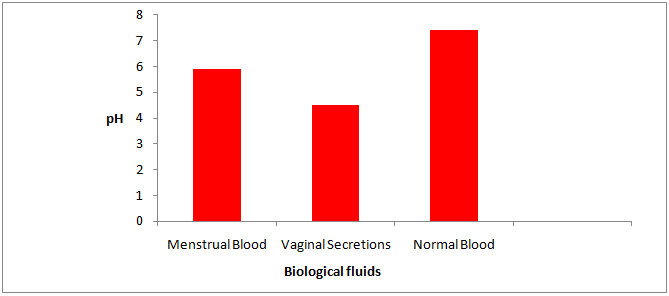 8
7
6
5
4
3
2
1
0
pH
Menstrual Blood
Vaginal Secretions
Normal Blood
Biological fluids